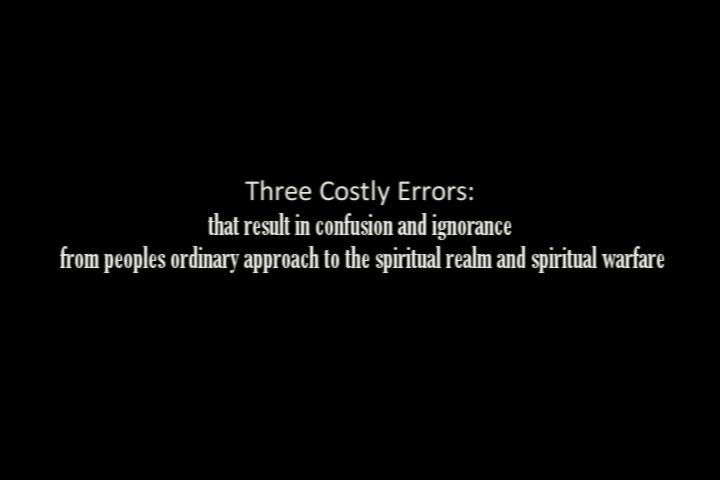 Three Costly Errors:
that result in confusion and ignorance
from peoples ordinary approach to the spiritual realm and spiritual warfare